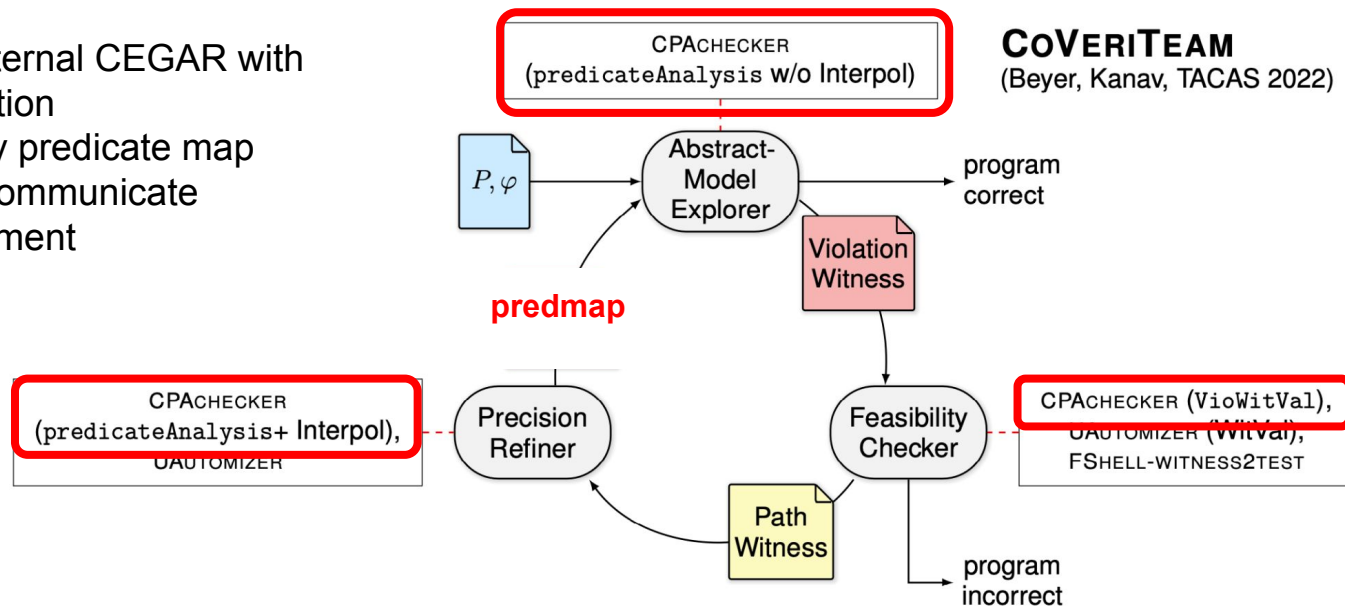 CPACHECKER
(predicateAnalysis w/o Interpol)
COVERITEAM
(Beyer, Kanav, TACAS 2022)
ternal CEGAR with
tion
y predicate map
ommunicate
ment
P, φ
Abstract-
Model
Explorer
program
correct
Violation
Witness
predmap
CPACHECKER
(predicateAnalysis+ Interpol),
UAUTOMIZER
Precision
Refiner
Feasibility
Checker
CPACHECKER (VioWitVal),
UAUTOMIZER (WitVal),
FSHELL-WITNESS2TEST
Path
Witness
program
incorrect